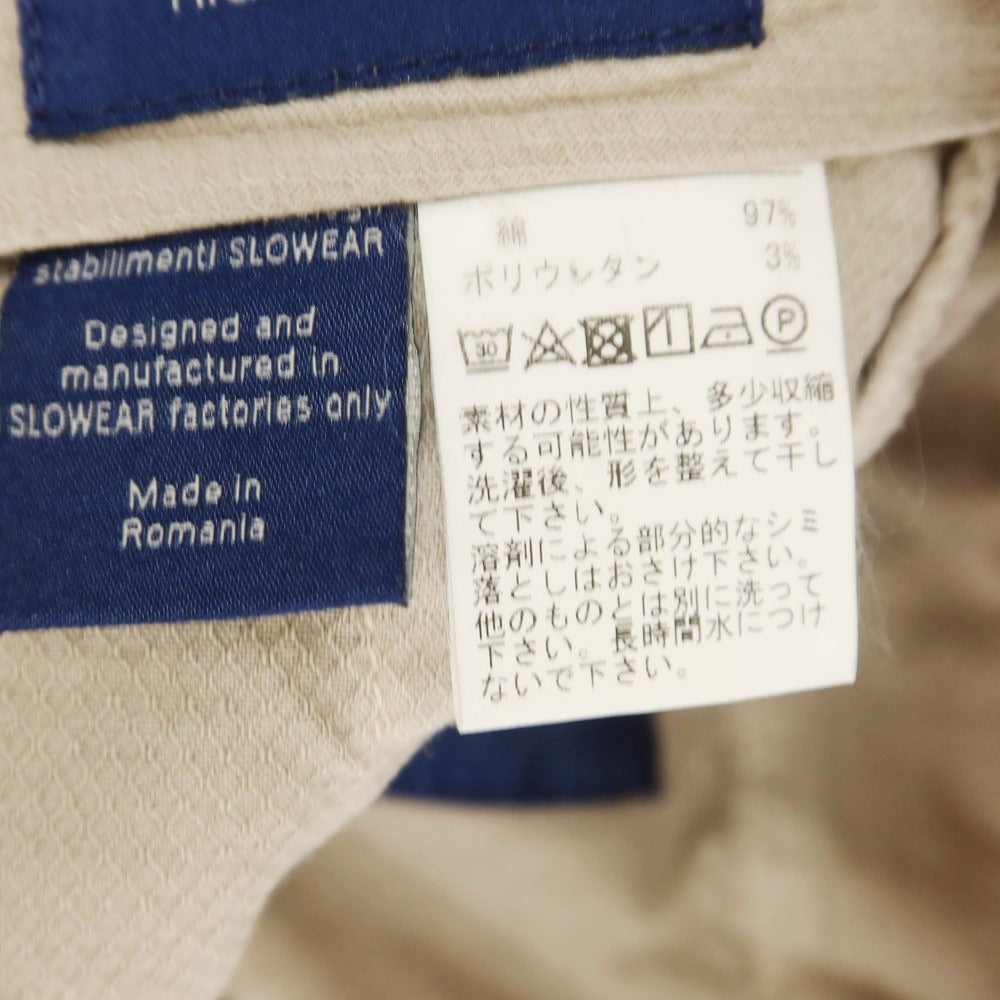 stabilimenti SLOWEAR
Designed and
manufactured in
SLOWEAR factories only
Made in
Romania
綿 97%
ポリウレタン 3%
30
P
素材の性質上、多少収縮
する可能性があります。
洗濯後、形を整えて干し
て下さい。
溶剤による部分的なシミ
落としはおさけ下さい。
他のものとは別に洗って
下さい。長時間水につけ
ないで下さい。